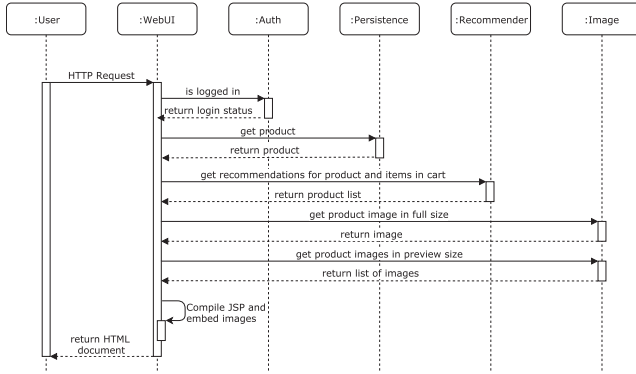 :User
:WebUI
:Auth
:Persistence
:Recommender
:Image
HTTP Request
is logged in
return login status
get product
return product
get recommendations for product and items in cart
return product list
get product image in full size
return image
get product images in preview size
return list of images
Compile JSP and
embed images
return HTML
document